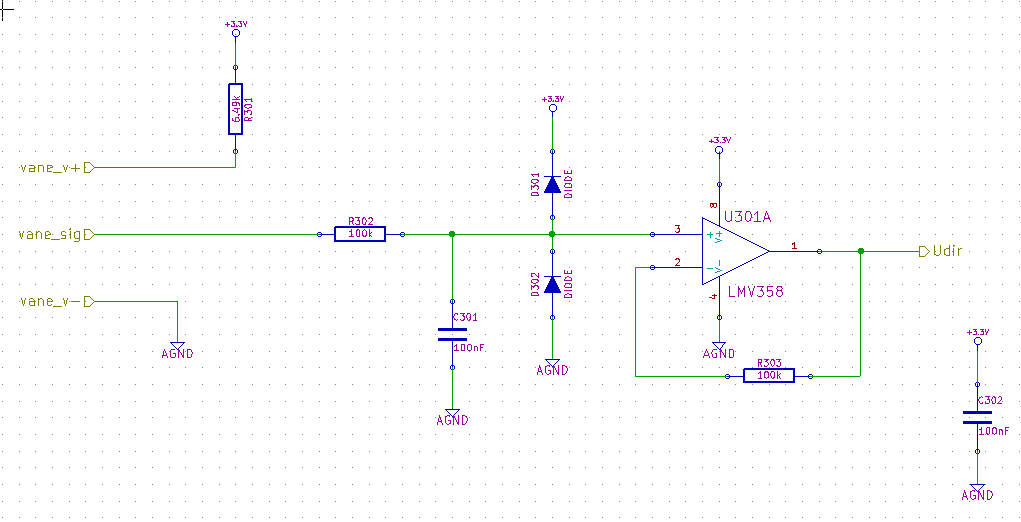 +3.3V
6.49k
R301
vane_v+
vane_sig
R302
100k
vane_v-
AGND
C301
100nF
AGND
+3.3V
D301
DIODE
D302
DIODE
AGND
+3.3V
8
U301A
3
+
V+
1
2
-
V-
4
LMV358
AGND
R303
100k
Udir
+3.3V
C302
100nF
AGND